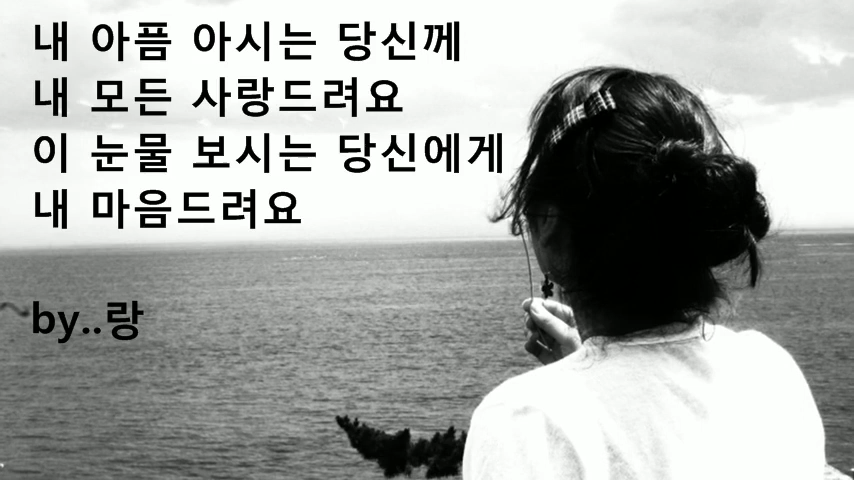 내 아픔 아시는 당신께
내 모든 사랑드려요
이 눈물 보시는 당신에게
내 마음드려요
by..랑